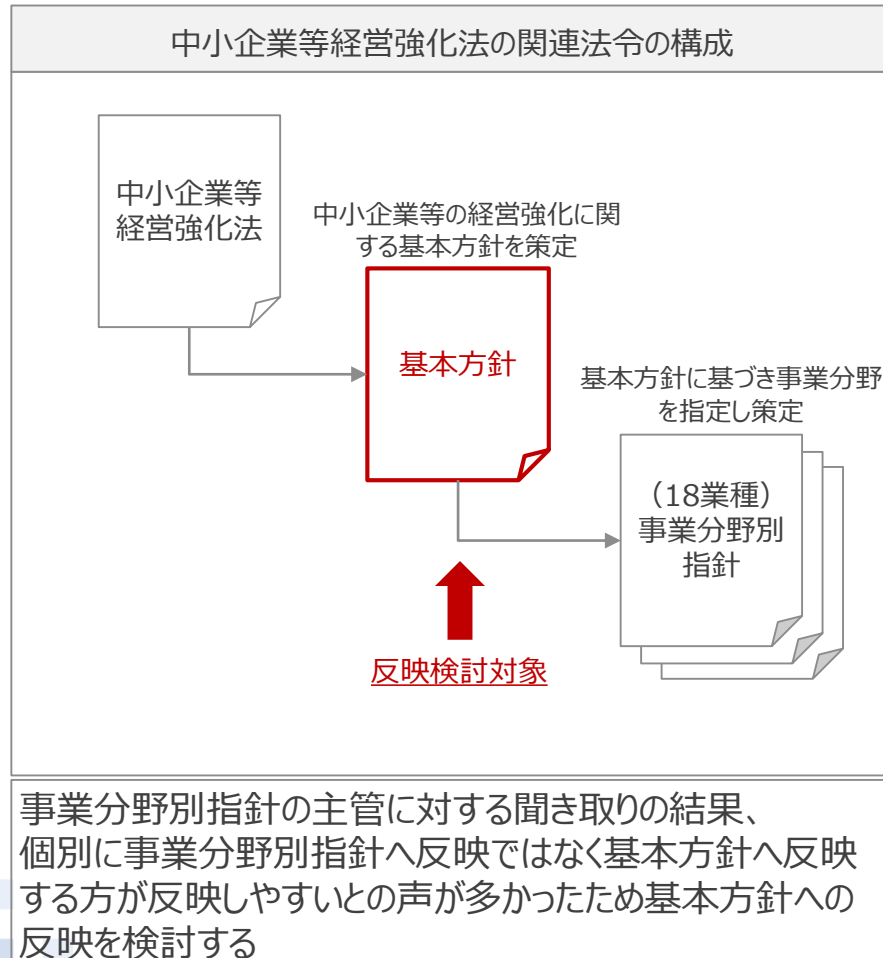 中小企業等経営強化法の関連法令の構成
中小企業等
経営強化法
中小企業等の経営強化に関
する基本方針を策定
基本方針
基本方針に基づき事業分野
を指定し策定
（18業種）
事業分野別
指針
反映検討対象
事業分野別指針の主管に対する聞き取りの結果、
個別に事業分野別指針へ反映ではなく基本方針へ反映
する方が反映しやすいとの声が多かったため基本方針への
反映を検討する